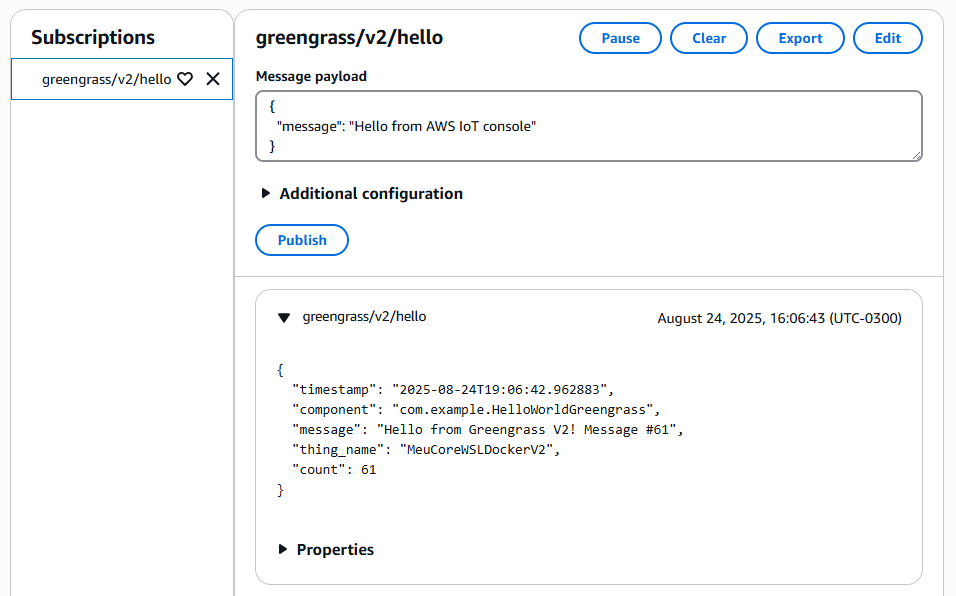 Subscriptions
greengrass/v2/hello
greengrass/v2/hello
Pause
Clear
Export
Edit
Message payload
{
  "message": "Hello from AWS IoT console"
}
Additional configuration
Publish
greengrass/v2/hello
August 24, 2025, 16:06:43 (UTC-0300)
{
  "timestamp": "2025-08-24T19:06:42.962883",
  "component": "com.example.HelloWorldGreengrass",
  "message": "Hello from Greengrass V2! Message #61",
  "thing_name": "MeuCoreWSLDockerV2",
  "count": 61
}
Properties